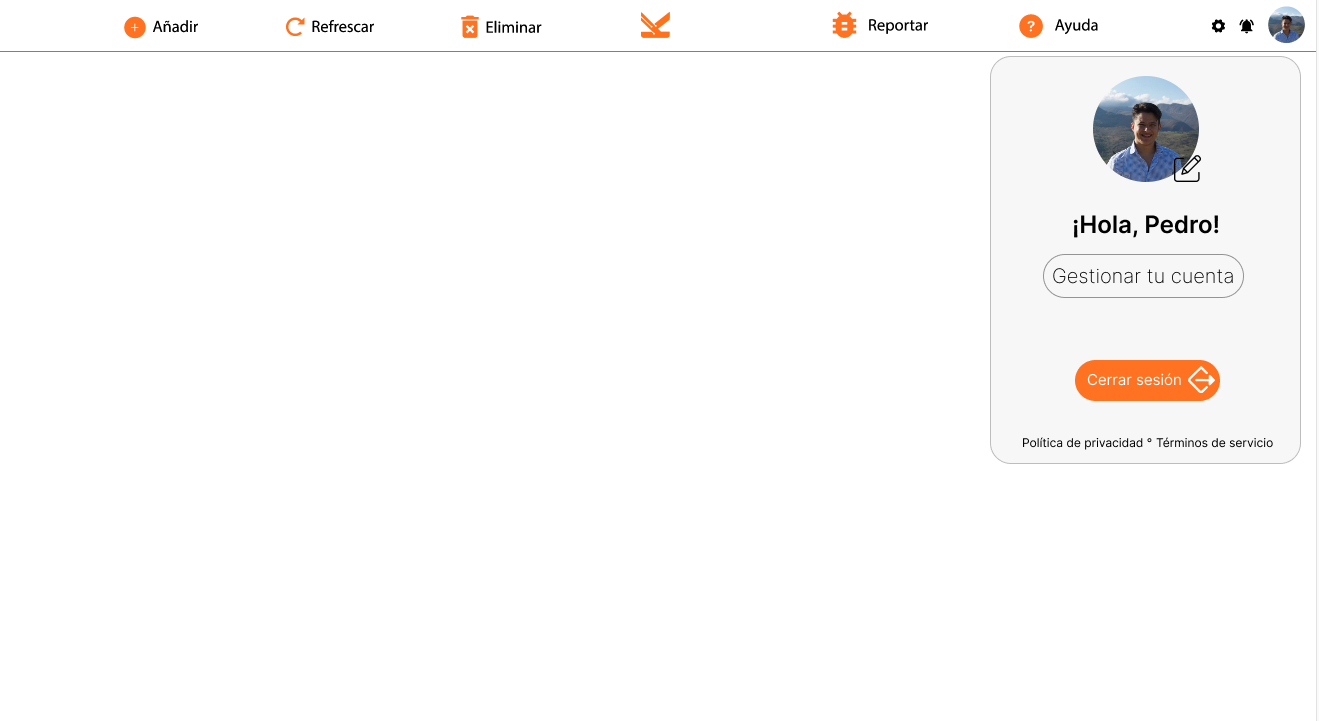 Añadir Refrescar Eliminar Reportar ? Ayuda
¡Hola, Pedro!
Gestionar tu cuenta
Cerrar sesión
Política de privacidad ° Términos de servicio